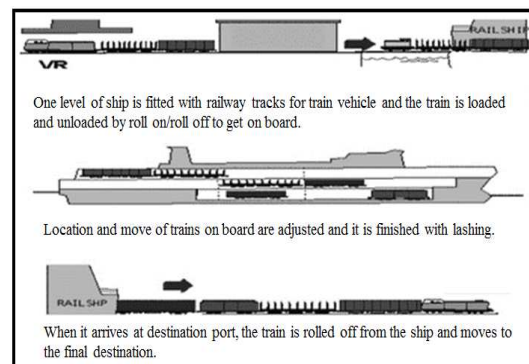 RAIL SHIP
VR
One level of ship is fitted with railway tracks for train vehicle and the train is loaded
and unloaded by roll on/roll off to get on board.
Location and move of trains on board are adjusted and it is finished with lashing.
RAIL SHIP
When it arrives at destination port, the train is rolled off from the ship and moves to
the final destination.